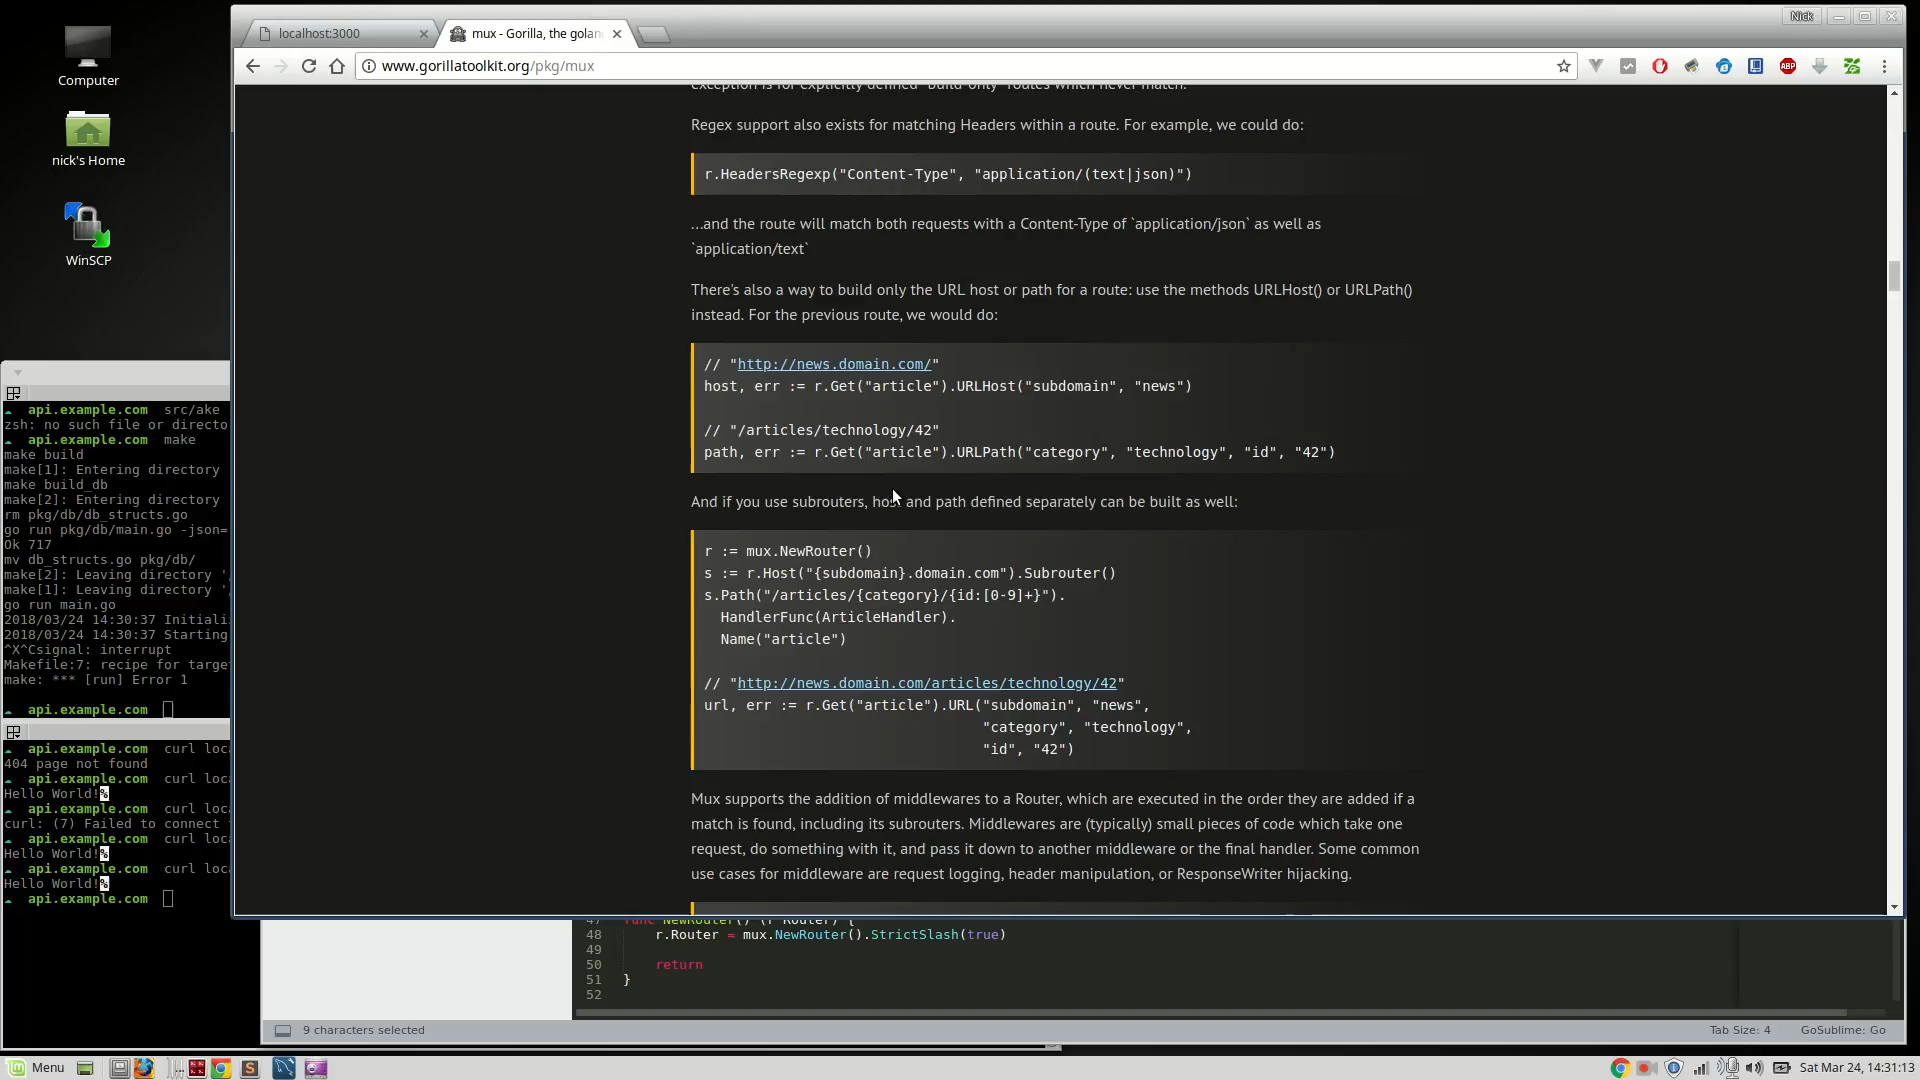 Computer
nick's Home
WinSCP
Nick
localhost:3000
mux - Gorilla, the golan
www.gorillatoolkit.org/pkg/mux
ABP
exception is for explicitly defined "build-only" routes which never match.
Regex support also exists for matching Headers within a route. For example, we could do:
r.HeadersRegexp("Content-Type", "application/(text|json)")
...and the route will match both requests with a Content-Type of `application/json` as well as
`application/text`
There's also a way to build only the URL host or path for a route: use the methods URLHost() or URLPath()
instead. For the previous route, we would do:
// "http://news.domain.com/"
host, err := r.Get("article").URLHost("subdomain", "news")
// "/articles/technology/42"
path, err := r.Get("article").URLPath("category", "technology", "id", "42")
And if you use subrouters, host and path defined separately can be built as well:
r := mux.NewRouter()
s := r.Host("{subdomain}.domain.com").Subrouter()
s.Path("/articles/{category}/{id:[0-9]+}").
HandlerFunc(ArticleHandler).
Name("article")
// "http://news.domain.com/articles/technology/42"
url, err := r.Get("article").URL("subdomain", "news",
"category", "technology",
"id", "42")
Mux supports the addition of middlewares to a Router, which are executed in the order they are added if a
match is found, including its subrouters. Middlewares are (typically) small pieces of code which take one
request, do something with it, and pass it down to another middleware or the final handler. Some common
use cases for middleware are request logging, header manipulation, or ResponseWriter hijacking.
api.example.com src/ake
zsh: no such file or directo
api.example.com make
make build
make[1]: Entering directory
make build_db
make[2]: Entering directory
rm pkg/db/db_structs.go
go run pkg/db/main.go -json=
Ok 717
mv db_structs.go pkg/db/
make[2]: Leaving directory '
make[1]: Leaving directory '
go run main.go
2018/03/24 14:30:37 Initiali
2018/03/24 14:30:37 Starting
^X^Csignal: interrupt
Makefile:7: recipe for targe
make: *** [run] Error 1
api.example.com
api.example.com curl loc
404 page not found
api.example.com curl loc
Hello World!%
api.example.com curl loc
curl: (7) Failed to connect
api.example.com curl loc
Hello World!%
api.example.com curl loc
Hello World!%
api.example.com
47 func NewRouter() (r Router) {
48 r.Router = mux.NewRouter().StrictSlash(true)
49
50 return
51 }
52
9 characters selected
Tab Size: 4
GoSublime: Go
Menu
Sat Mar 24, 14:31:13